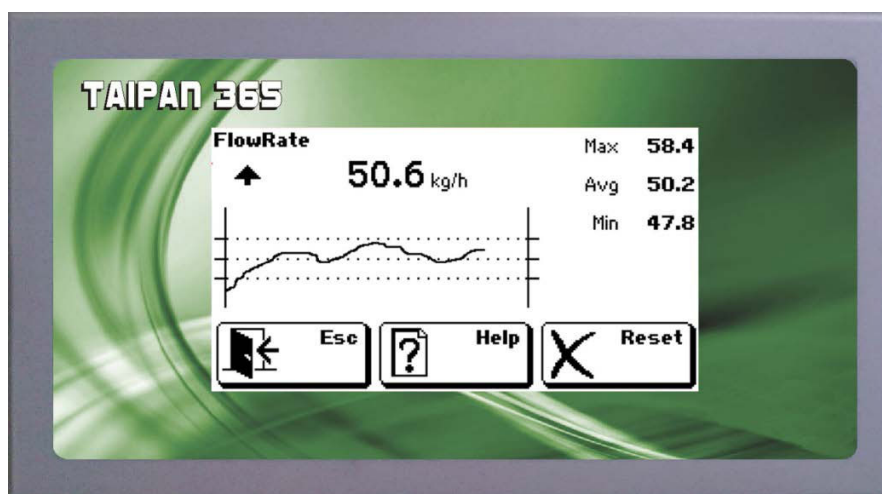 TAIPAN 365
FlowRate
50.6 kg/h
Max 58.4
Avg 50.2
Min 47.8
Esc
?
Help
Reset